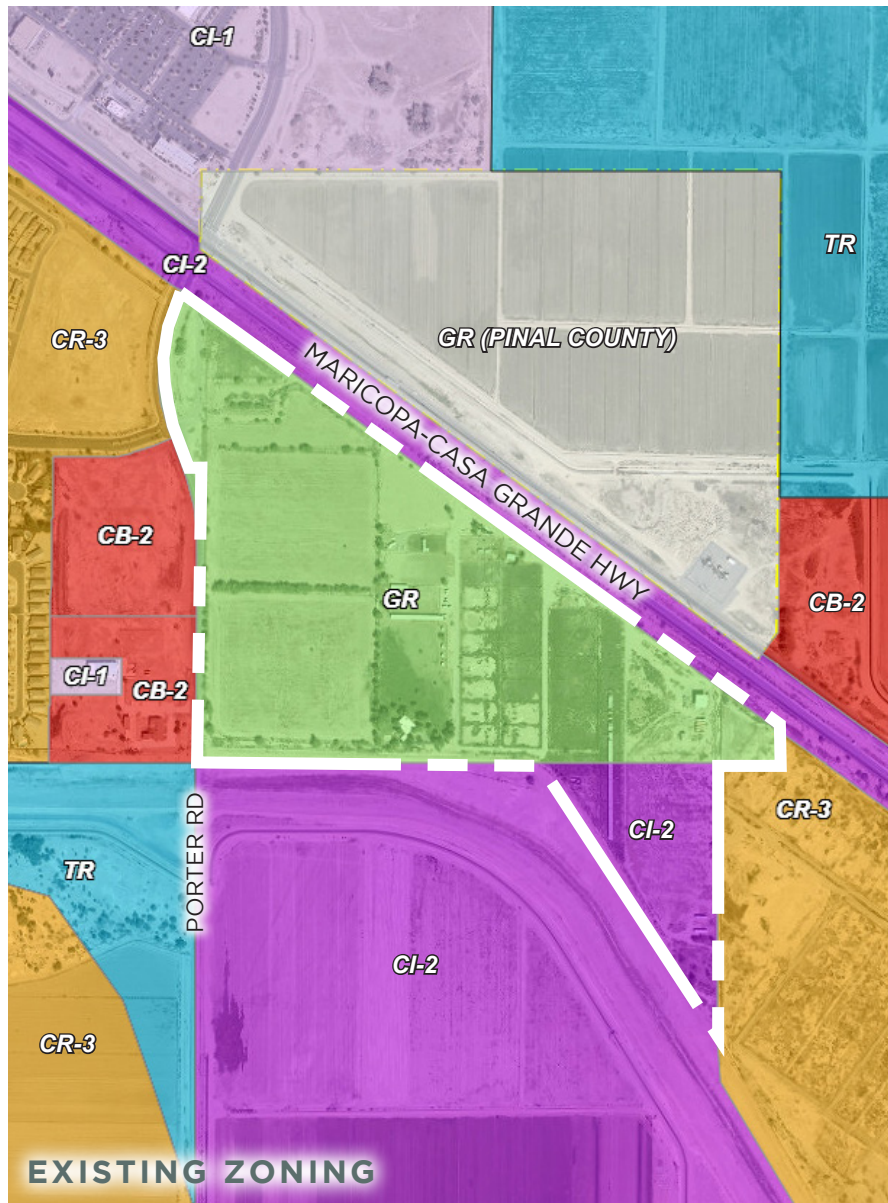 CI-1
TR
CI-2
CR-3
GR (PINAL COUNTY)
MARICOPA-CASA GRANDE HWY
CB-2
GR
CB-2
CI-1
CB-2
CI-2
CR-3
TR
PORTER RD
CI-2
CR-3
EXISTING ZONING